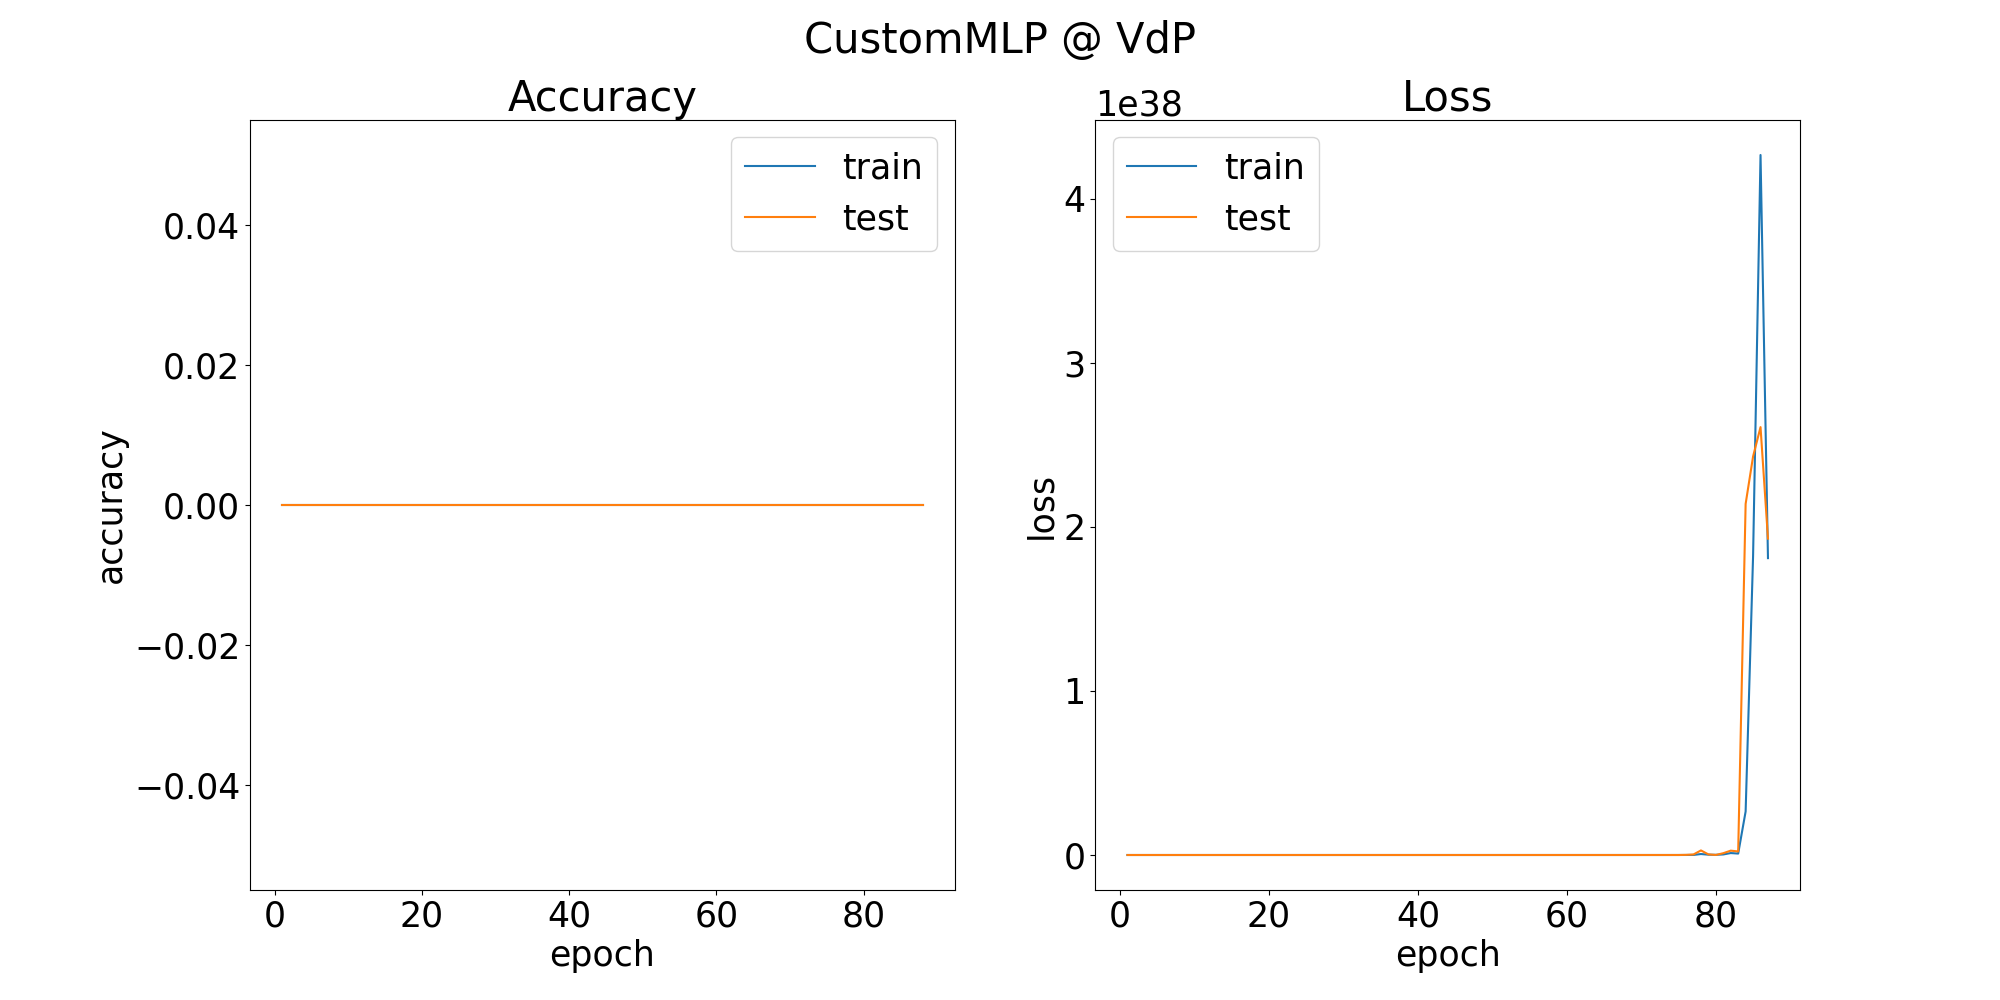 CustomMLP @ VdP
Accuracy
train
test
0.04
0.02
0.00
−0.02
−0.04
accuracy
0 20 40 60 80
epoch
Loss
1e38
train
test
4
3
2
1
0
loss
0 20 40 60 80
epoch